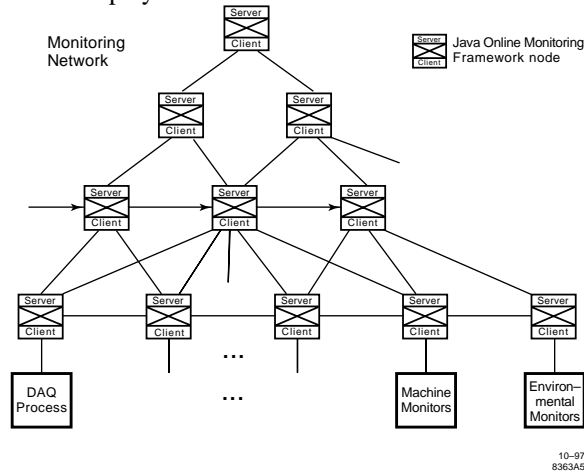 Server
Client
Monitoring
Network
Server
Client
Java Online Monitoring
Framework node
Server
Client
Server
Client
Server
Client
Server
Client
Server
Client
Server
Client
Server
Client
Server
Client
Server
Client
Server
Client
...
...
DAQ
Process
Machine
Monitors
Environ–
mental
Monitors
10–97
8363A5